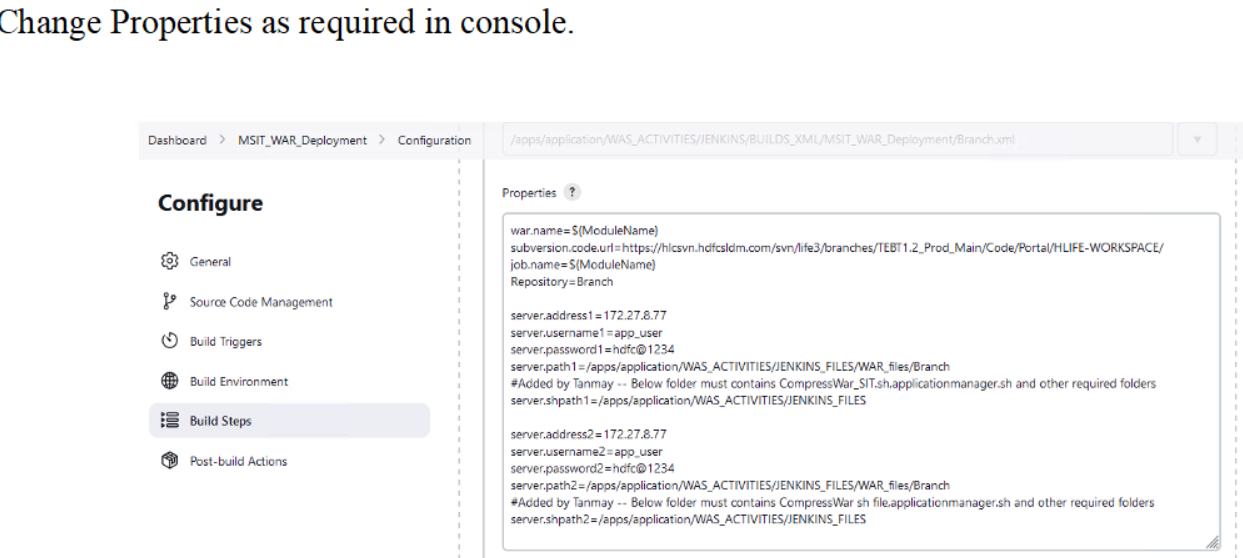 Change Properties as required in console.
Dashboard > MSIT_WAR_Deployment > Configuration
/apps/application/WAS_ACTIVITIES/JENKINS/BUILDS_XML/MSIT_WAR_Deployment/Branch.xml
Configure
General
Source Code Management
Build Triggers
Build Environment
Build Steps
Post-build Actions
Properties ?
war.name=${ModuleName}
subversion.code.url=https://hlcsvn.hdfcsldm.com/svn/life3/branches/TEBT1.2_Prod_Main/Code/Portal/HLIFE-WORKSPACE/
job.name=${ModuleName}
Repository=Branch
server.address1=172.27.8.77
server.username1=app_user
server.password1=hdfc@1234
server.path1=/apps/application/WAS_ACTIVITIES/JENKINS_FILES/WAR_files/Branch
#Added by Tanmay -- Below folder must contains CompressWar_SIT.sh.applicationmanager.sh and other required folders
server.shpath1=/apps/application/WAS_ACTIVITIES/JENKINS_FILES
server.address2=172.27.8.77
server.username2=app_user
server.password2=hdfc@1234
server.path2=/apps/application/WAS_ACTIVITIES/JENKINS_FILES/WAR_files/Branch
#Added by Tanmay -- Below folder must contains CompressWar sh file.applicationmanager.sh and other required folders
server.shpath2=/apps/application/WAS_ACTIVITIES/JENKINS_FILES